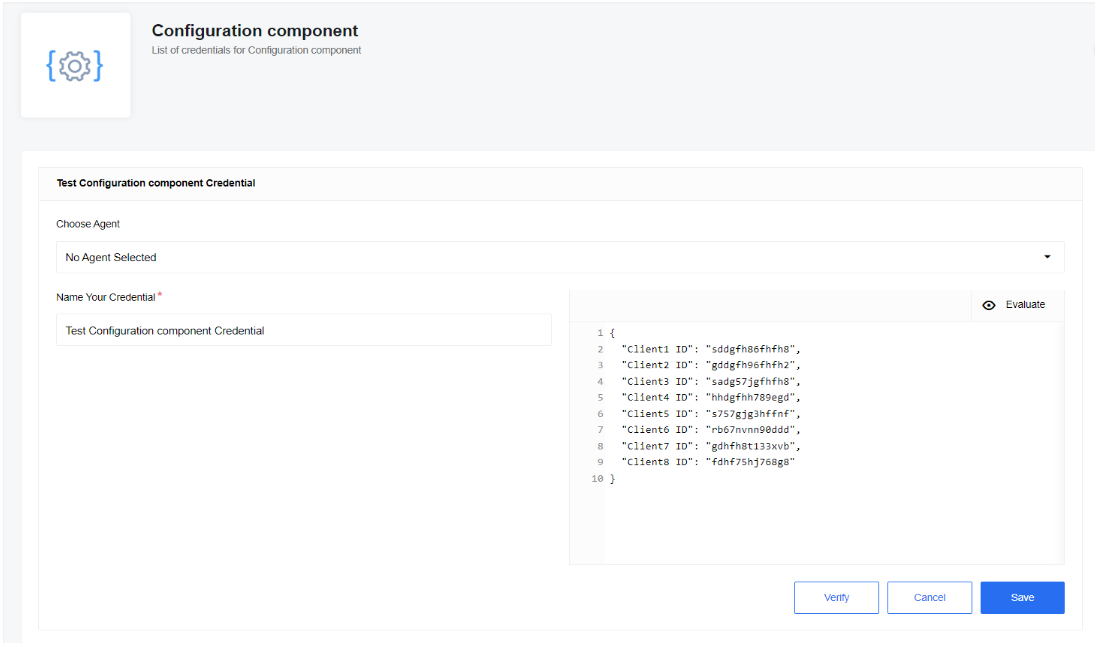 Configuration component
List of credentials for Configuration component
Test Configuration component Credential
Choose Agent
No Agent Selected
Name Your Credential *
Test Configuration component Credential
Evaluate
1 {
2 "Client1 ID": "sddgfh86fhfh8",
3 "Client2 ID": "gddgfh96fhfh2",
4 "Client3 ID": "sadg57jgfhfh8",
5 "Client4 ID": "hhdgfhh789egd",
6 "Client5 ID": "s757gjg3hffnf",
7 "Client6 ID": "rb67nvnn90ddd",
8 "Client7 ID": "gdhfh8t133xvb",
9 "Client8 ID": "fdhf75hj768g8"
10 }
Verify
Cancel
Save